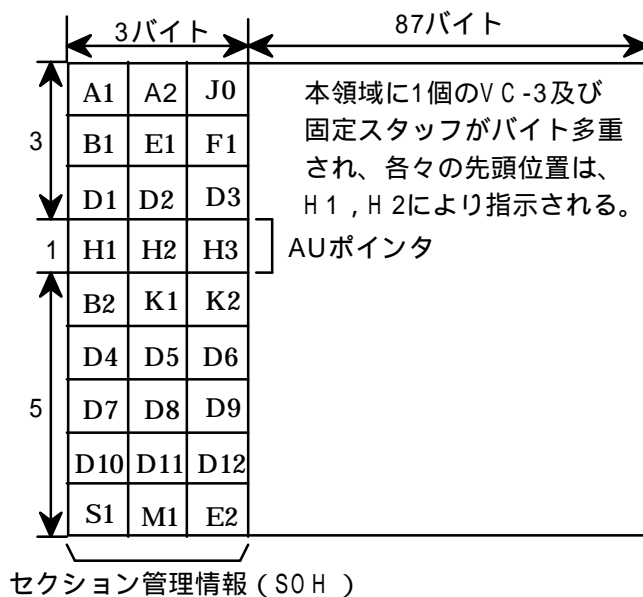 3バイト 87バイト
A1 A2 J0
B1 E1 F1
D1 D2 D3
3
本領域に1個のVC-3及び
固定スタッフがバイト多重
され、各々の先頭位置は、
H1,H2により指示される。
1 H1 H2 H3 AUポインタ
B2 K1 K2
D4 D5 D6
5 D7 D8 D9
D10 D11 D12
S1 M1 E2
セクション管理情報(SOH)